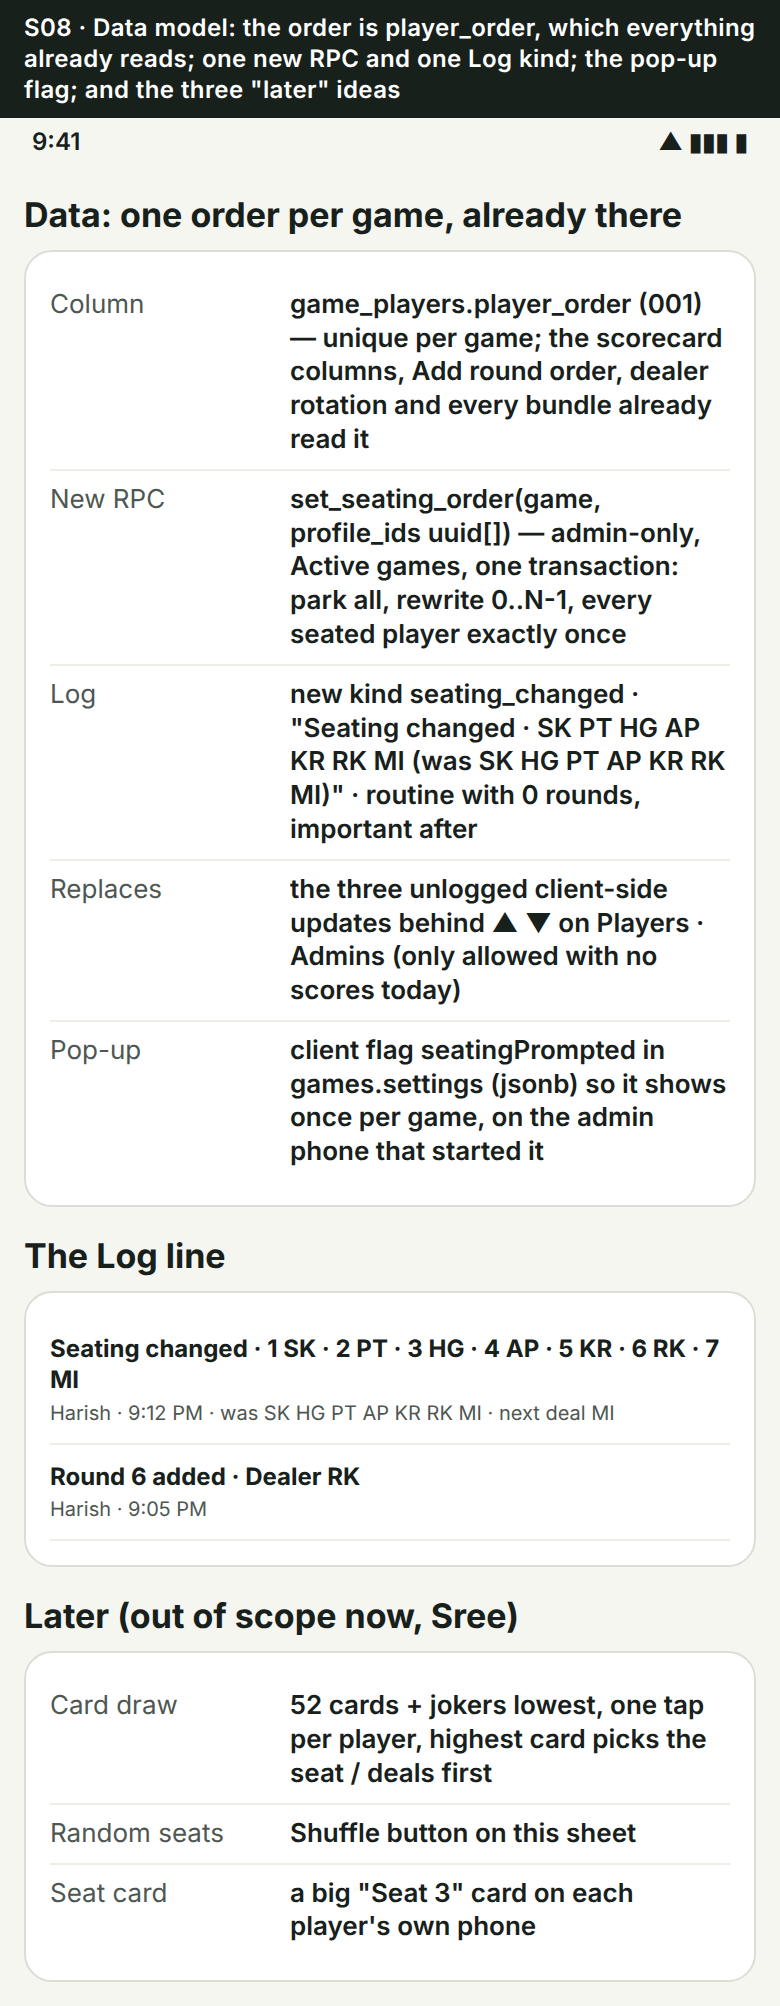 S08 · Data model: the order is player_order, which everything
already reads; one new RPC and one Log kind; the pop-up
flag; and the three "later" ideas
9:41
Data: one order per game, already there
Column
game_players.player_order (001)
— unique per game; the scorecard
columns, Add round order, dealer
rotation and every bundle already
read it
New RPC
set_seating_order(game,
profile_ids uuid[]) — admin-only,
Active games, one transaction:
park all, rewrite 0..N-1, every
seated player exactly once
Log
new kind seating_changed ·
"Seating changed · SK PT HG AP
KR RK MI (was SK HG PT AP KR RK
MI)" · routine with 0 rounds,
important after
Replaces
the three unlogged client-side
updates behind ▲ ▼ on Players ·
Admins (only allowed with no
scores today)
Pop-up
client flag seatingPrompted in
games.settings (jsonb) so it shows
once per game, on the admin
phone that started it
The Log line
Seating changed · 1 SK · 2 PT · 3 HG · 4 AP · 5 KR · 6 RK · 7
MI
Harish · 9:12 PM · was SK HG PT AP KR RK MI · next deal MI
Round 6 added · Dealer RK
Harish · 9:05 PM
Later (out of scope now, Sree)
Card draw
52 cards + jokers lowest, one tap
per player, highest card picks the
seat / deals first
Random seats
Shuffle button on this sheet
Seat card
a big "Seat 3" card on each
player's own phone